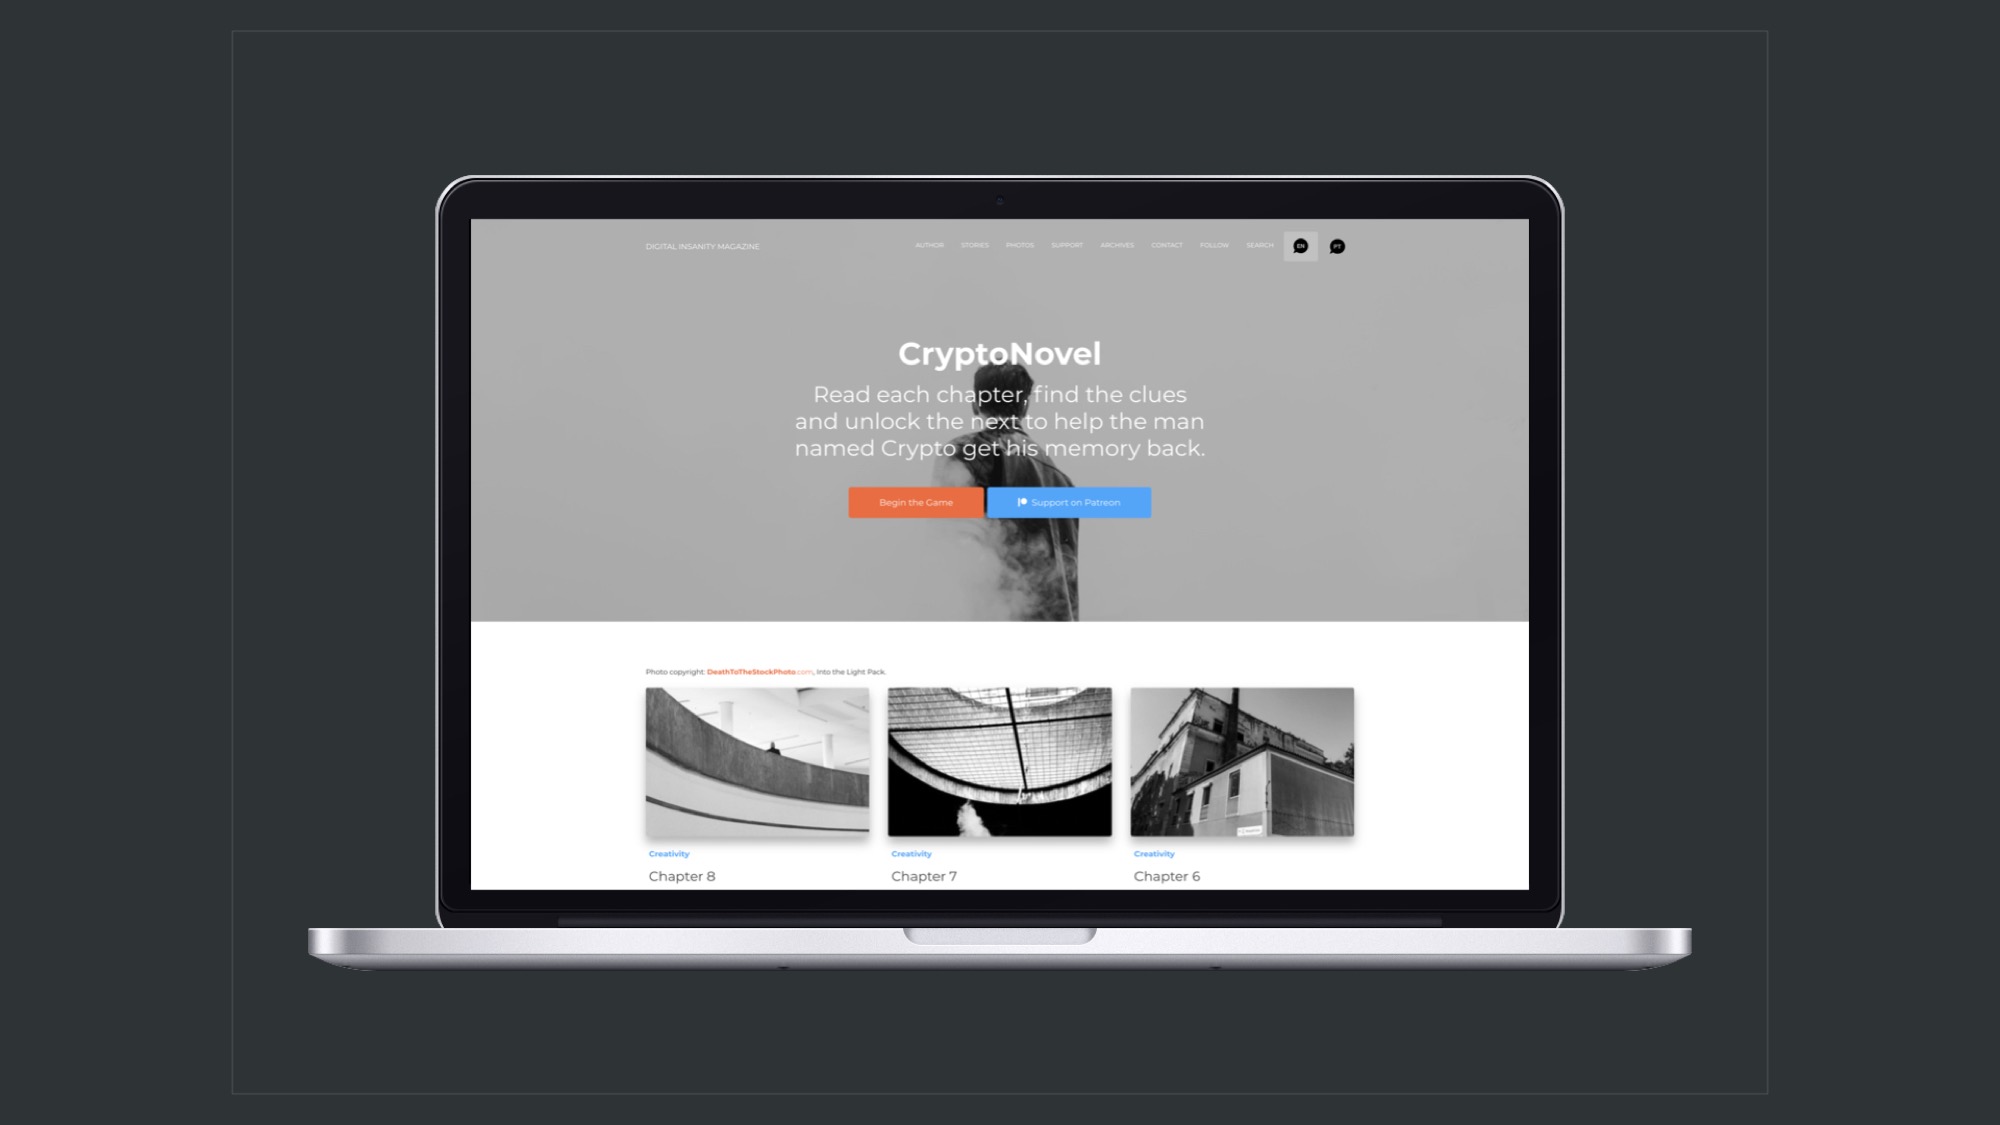 DIGITAL INSANITY MAGAZINE
AUTHOR STORIES PHOTOS SUPPORT ARCHIVES CONTACT FOLLOW SEARCH EN PT
CryptoNovel
Read each chapter, find the clues
and unlock the next to help the man
named Crypto get his memory back.
Begin the Game
Support on Patreon
Photo copyright: DeathToTheStockPhoto.com, Into the Light Pack.
Creativity
Chapter 8
Creativity
Chapter 7
Creativity
Chapter 6